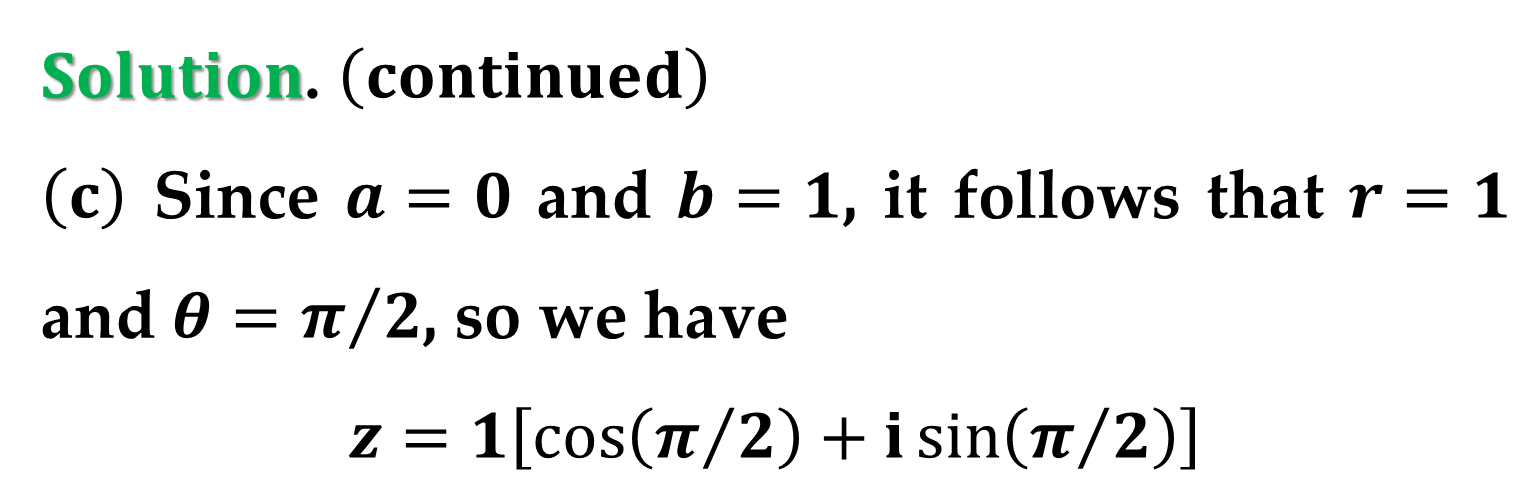 Solution. (continued)
(c) Since a = 0 and b = 1, it follows that r = 1
and θ = π/2, so we have
z = 1[cos(π/2) + i sin(π/2)]